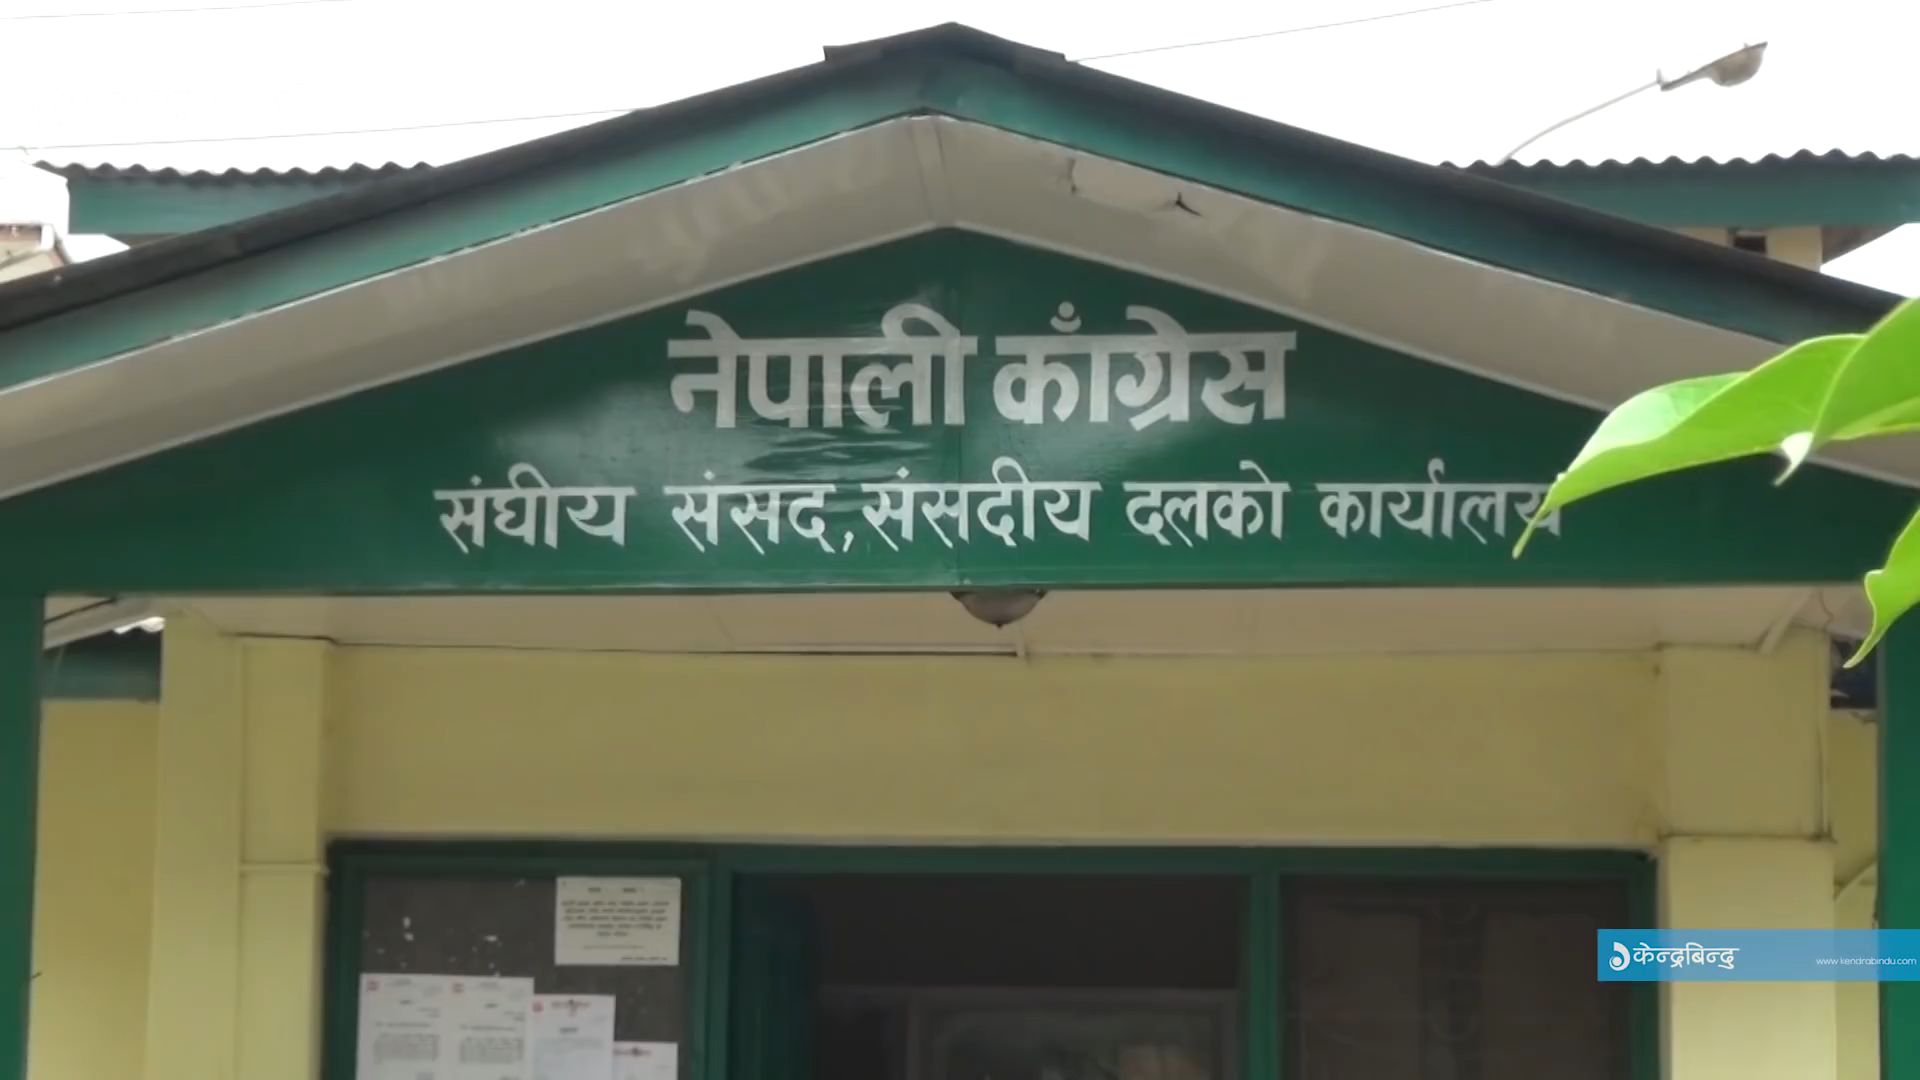 नेपाली काँग्रेस
संघीय संसद, संसदीय दलको कार्यालय
केन्द्रबिन्दु
www.kendrabindu.com